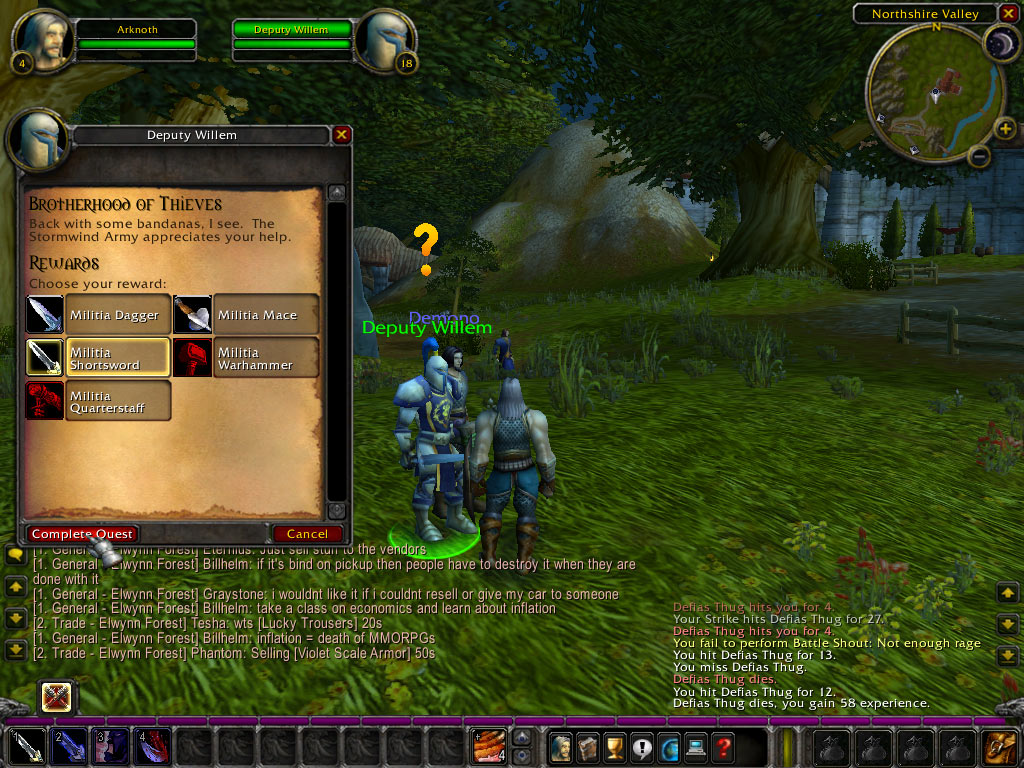 Arknoth
4
Deputy Willem
18
Northshire Valley
N
Deputy Willem
Brotherhood of Thieves
Back with some bandanas, I see. The
Stormwind Army appreciates your help.
Rewards
Choose your reward:
Militia Dagger
Militia Mace
Militia
Shortsword
Militia
Warhammer
Militia
Quarterstaff
Complete Quest
Cancel
?
Demono
Deputy Willem
[1. General - Elwynn Forest] Eternius: Just sell stuff to the vendors
[1. General - Elwynn Forest] Billhelm: if it's bind on pickup then people have to destroy it when they are
done with it
[1. General - Elwynn Forest] Graystone: i wouldnt like it if i couldnt resell or give my car to someone
[1. General - Elwynn Forest] Billhelm: take a class on economics and learn about inflation
[2. Trade - Elwynn Forest] Tesha: wts [Lucky Trousers] 20s
[1. General - Elwynn Forest] Billhelm: inflation = death of MMORPGs
[2. Trade - Elwynn Forest] Phantom: Selling [Violet Scale Armor] 50s
Defias Thug hits you for 4.
Your Strike hits Defias Thug for 27.
Defias Thug hits you for 4.
You fail to perform Battle Shout: Not enough rage
You hit Defias Thug for 13.
You miss Defias Thug.
Defias Thug dies.
You hit Defias Thug for 12.
Defias Thug dies, you gain 58 experience.
1
2
3
4
4
?